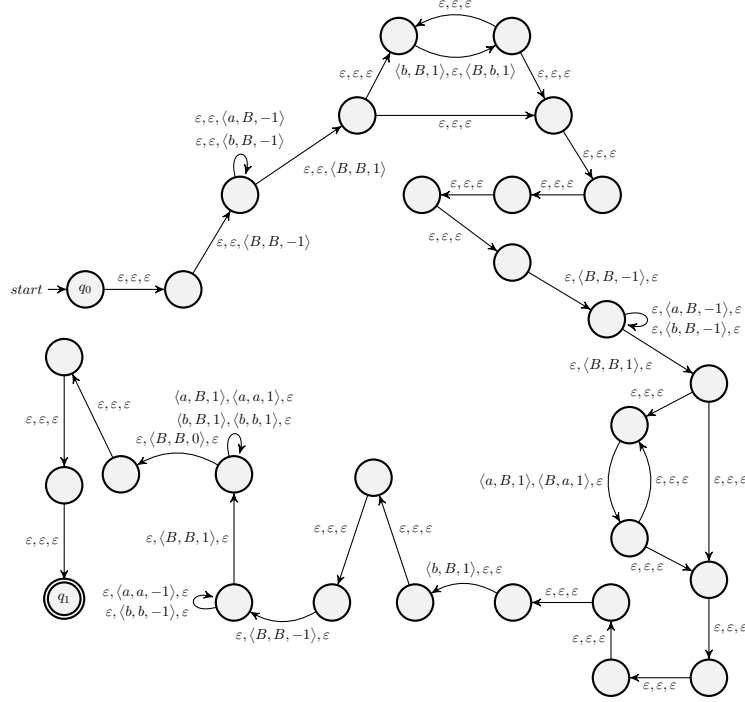 ε,ε,ε
ε,ε,ε
⟨b,B,1⟩,ε,⟨B,b,1⟩
ε,ε,ε
ε,ε,⟨a,B,−1⟩
ε,ε,ε
ε,ε,⟨b,B,−1⟩
ε,ε,ε
ε,ε,⟨B,B,1⟩
ε,ε,ε
ε,ε,ε
ε,ε,ε
ε,ε,⟨B,B,−1⟩
ε,⟨B,B,−1⟩,ε
start
q₀
ε,ε,ε
ε,⟨a,B,−1⟩,ε
ε,⟨b,B,−1⟩,ε
ε,⟨B,B,1⟩,ε
ε,ε,ε
⟨a,B,1⟩,⟨a,a,1⟩,ε
⟨b,B,1⟩,⟨b,b,1⟩,ε
ε,ε,ε
ε,ε,ε
ε,⟨B,B,0⟩,ε
⟨a,B,1⟩,⟨B,a,1⟩,ε
ε,ε,ε
ε,ε,ε
ε,ε,ε
ε,⟨B,B,1⟩,ε
ε,ε,ε
ε,ε,ε
ε,ε,ε
⟨b,B,1⟩,ε,ε
ε,ε,ε
q₁
ε,⟨a,a,−1⟩,ε
ε,⟨b,b,−1⟩,ε
ε,ε,ε
ε,⟨B,B,−1⟩,ε
ε,ε,ε
ε,ε,ε
ε,ε,ε